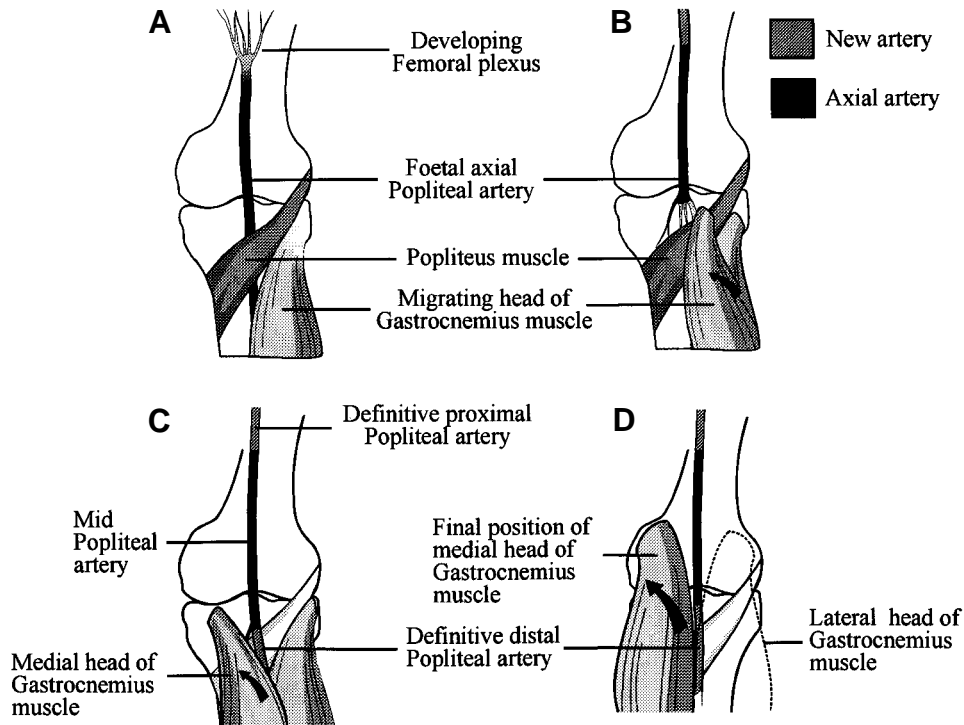 A
Developing
Femoral plexus
B
New artery
Axial artery
Foetal axial
Popliteal artery
Popliteus muscle
Migrating head of
Gastrocnemius muscle
C
Definitive proximal
Popliteal artery
D
Mid
Popliteal
artery
Final position of
medial head of
Gastrocnemius
muscle
Medial head of
Gastrocnemius
muscle
Definitive distal
Popliteal artery
Lateral head of
Gastrocnemius
muscle